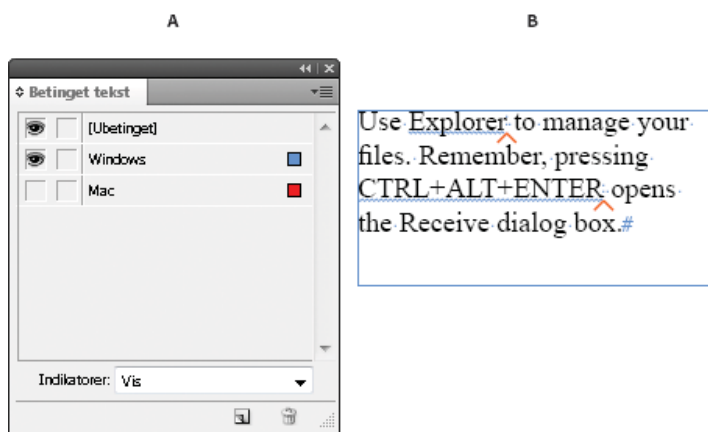 A
B
Betinget tekst
[Ubetinget]
Windows
Mac
Indikatorer: Vis
Use Explorer to manage your
files. Remember, pressing
CTRL+ALT+ENTER opens
the Receive dialog box.#